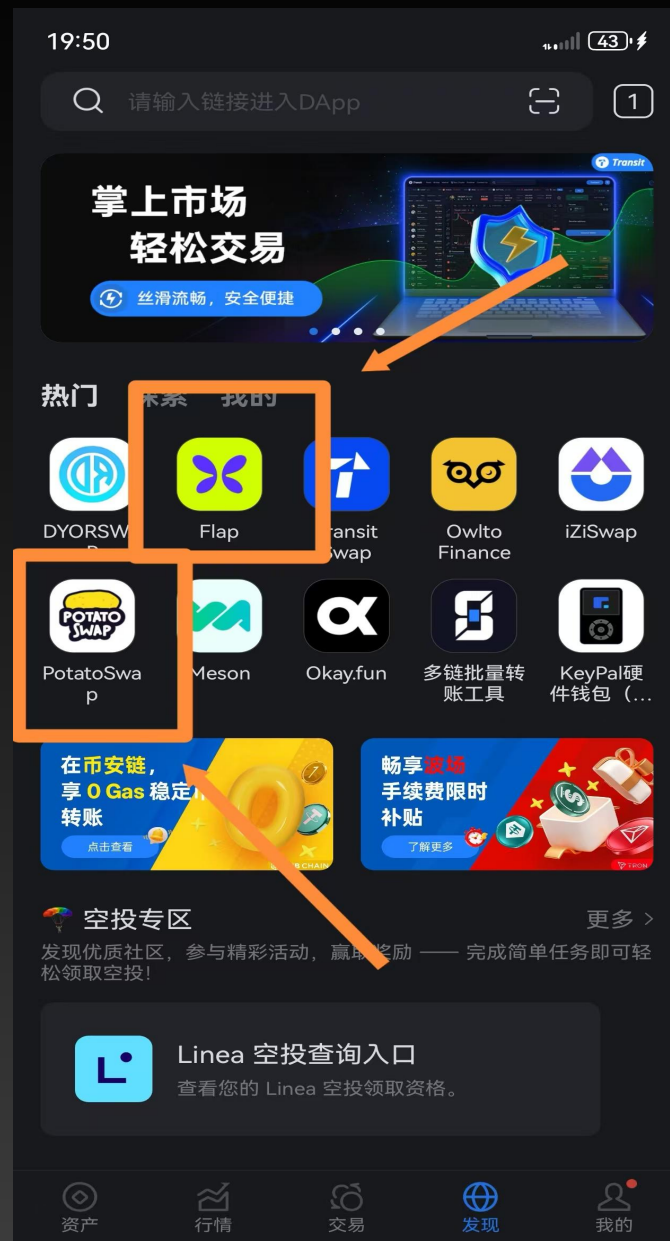 19:50
43
请输入链接进入DApp
1
Transit
掌上市场
轻松交易
丝滑流畅，安全便捷
热门 探索 我的
DYORSW
Flap
Transit
Swap
Owlto
Finance
iZiSwap
POTATO
SWAP
PotatoSwa
p
Meson
Okay.fun
多链批量转
账工具
KeyPal硬
件钱包（...
在币安链，
享 0 Gas 稳定币
转账
点击查看
畅享波场
手续费限时
补贴
了解更多
TRON
空投专区
更多 >
发现优质社区，参与精彩活动，赢取奖励 —— 完成简单任务即可轻
松领取空投！
Linea 空投查询入口
查看您的 Linea 空投领取资格。
资产
行情
交易
发现
我的